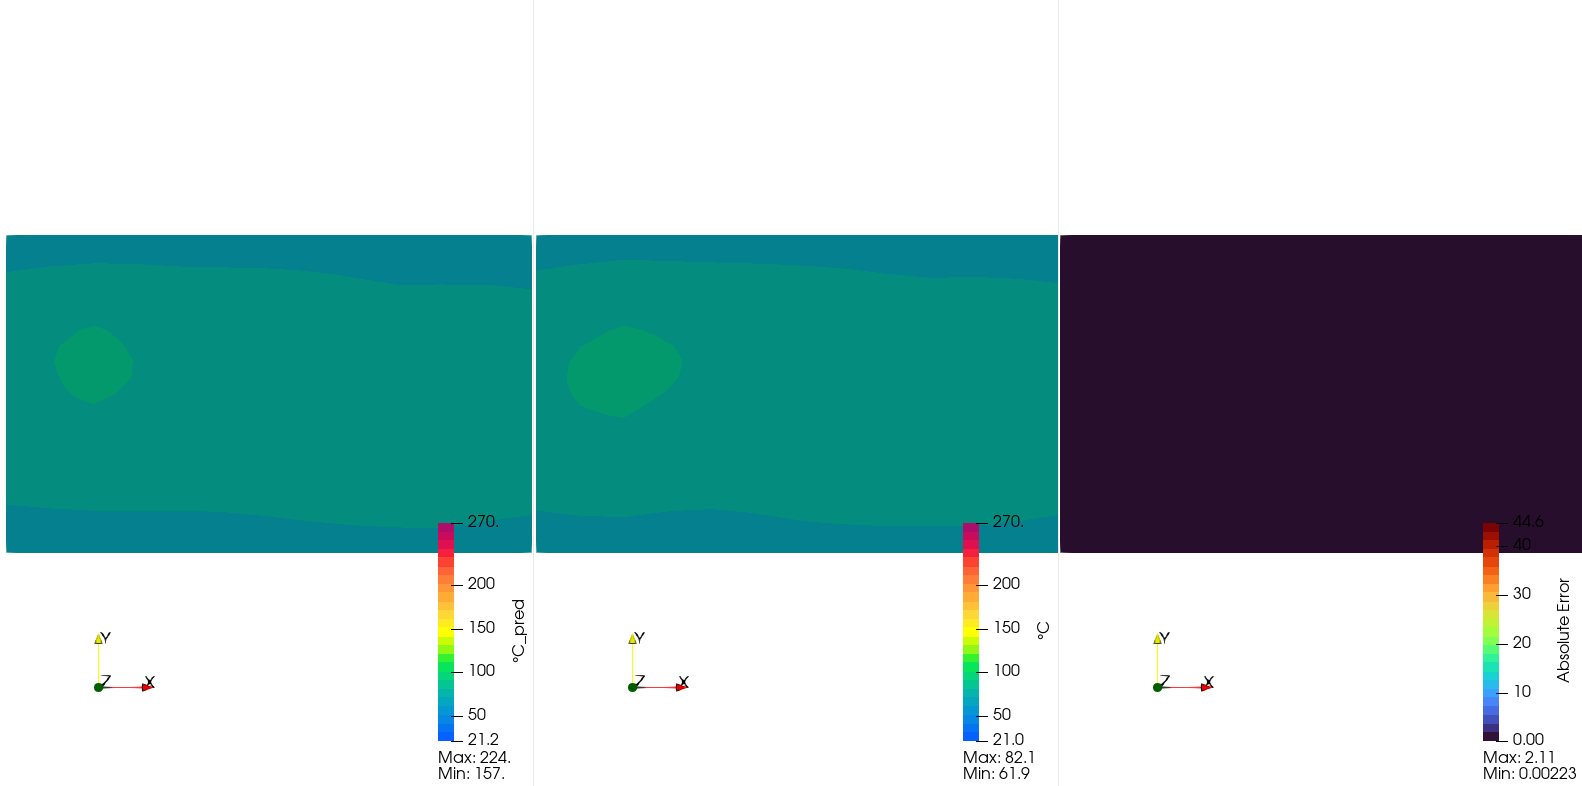 270.
200
150
100
50
21.2
°C_pred
Max: 224.
Min: 157.
Y
Z
X
270.
200
150
100
50
21.0
°C
Max: 82.1
Min: 61.9
Y
Z
X
44.6
40
30
20
10
0.00
Absolute Error
Max: 2.11
Min: 0.00223
Y
Z
X